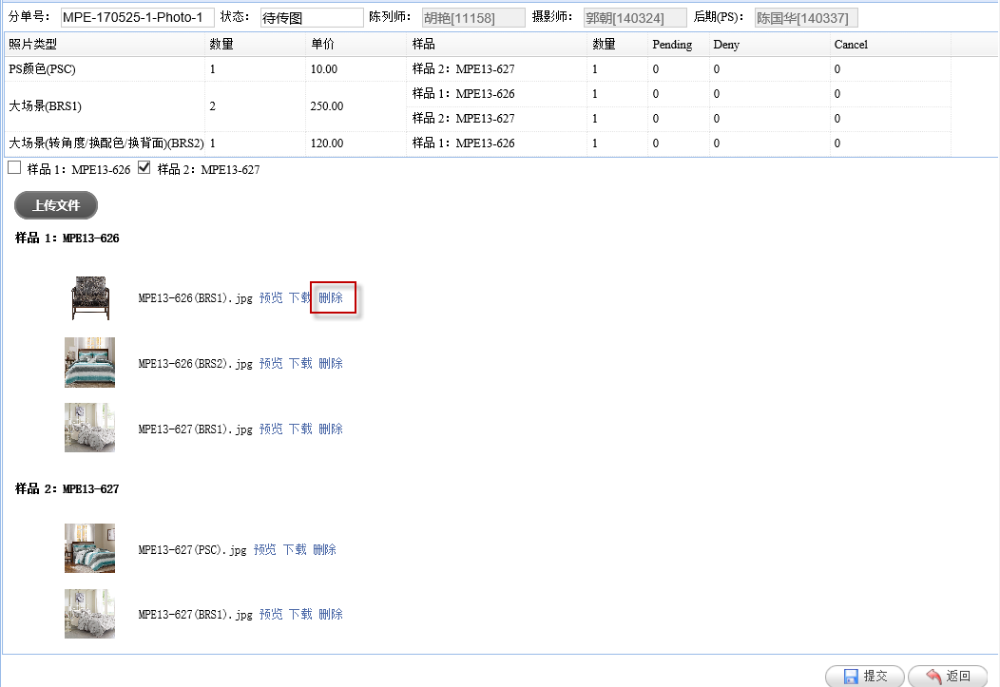 分单号： MPE-170525-1-Photo-1 状态： 待传图 陈列师： 胡艳[11158] 摄影师： 郭朝[140324] 后期(PS)： 陈国华[140337]
照片类型 数量 单价 样品 数量 Pending Deny Cancel
PS颜色(PSC) 1 10.00 样品 2：MPE13-627 1 0 0 0
大场景(BRS1) 2 250.00 样品 1：MPE13-626 1 0 0 0
样品 2：MPE13-627 1 0 0 0
大场景(转角度/换配色/换背面)(BRS2) 1 120.00 样品 1：MPE13-626 1 0 0 0
样品 1：MPE13-626 样品 2：MPE13-627
上传文件
样品 1：MPE13-626
MPE13-626(BRS1).jpg 预览 下载 删除
MPE13-626(BRS2).jpg 预览 下载 删除
MPE13-627(BRS1).jpg 预览 下载 删除
样品 2：MPE13-627
MPE13-627(PSC).jpg 预览 下载 删除
MPE13-627(BRS1).jpg 预览 下载 删除
提交 返回